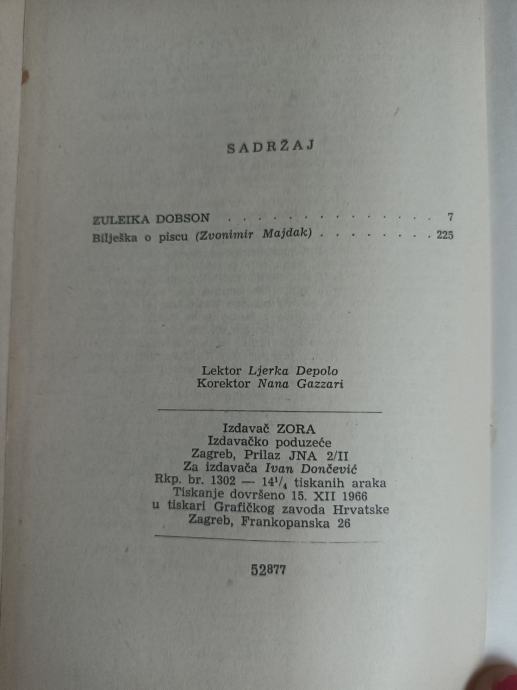 SADRŽAJ
ZULEIKA DOBSON . . . . . . . . . . . . . . 7
Bilješka o piscu (Zvonimir Majdak) . . . . . . . . 225
Lektor Ljerka Depolo
Korektor Nana Gazzari
Izdavač ZORA
Izdavačko poduzeće
Zagreb, Prilaz JNA 2/II
Za izdavača Ivan Dončević
Rkp. br. 1302 — 14¹/₄ tiskanih araka
Tiskanje dovršeno 15. XII 1966
u tiskari Grafičkog zavoda Hrvatske
Zagreb, Frankopanska 26
52877